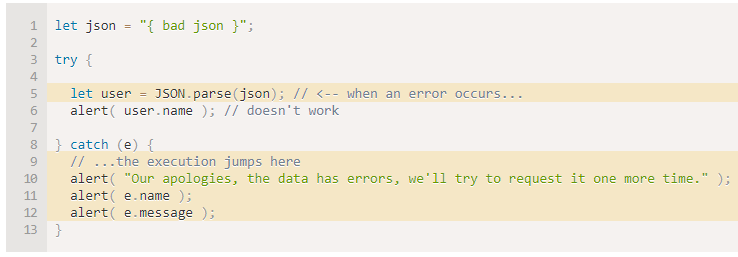 1 let json = "{ bad json }";
2
3 try {
4
5 let user = JSON.parse(json); // <-- when an error occurs...
6 alert( user.name ); // doesn't work
7
8 } catch (e) {
9 // ...the execution jumps here
10 alert( "Our apologies, the data has errors, we'll try to request it one more time." );
11 alert( e.name );
12 alert( e.message );
13 }